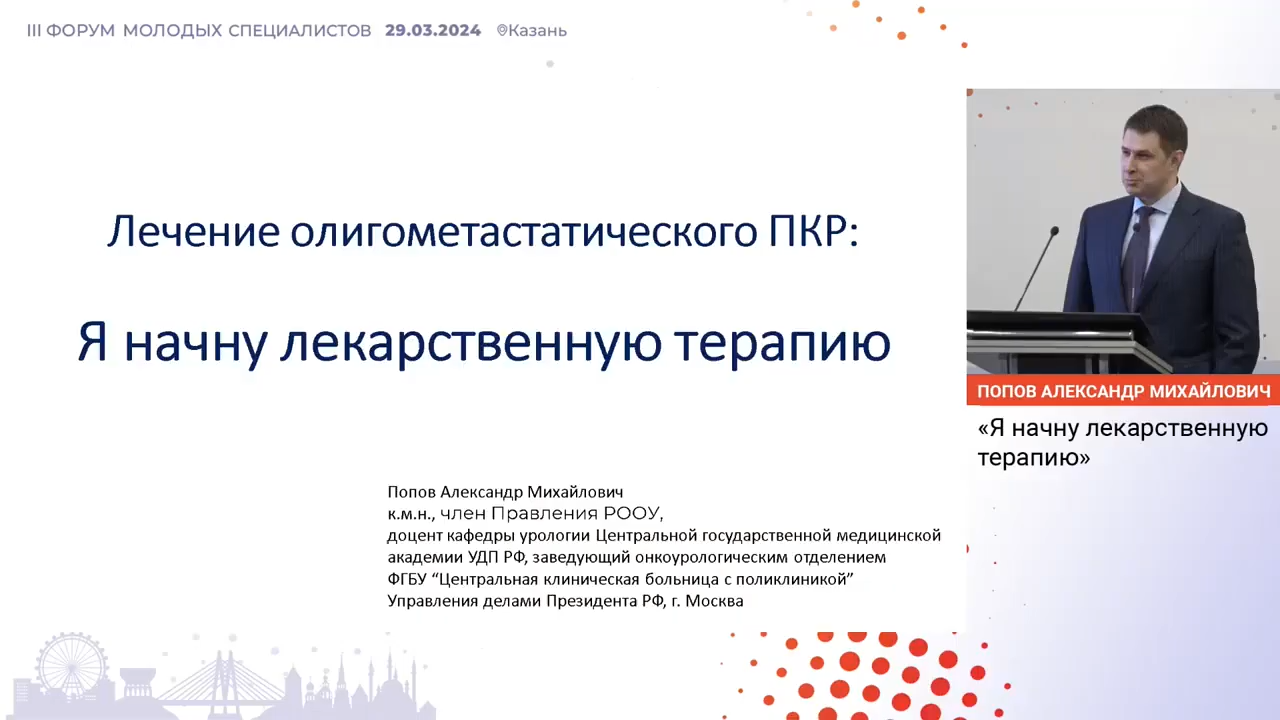 III ФОРУМ МОЛОДЫХ СПЕЦИАЛИСТОВ 29.03.2024 Казань
Лечение олигометастатического ПКР:
Я начну лекарственную терапию
Попов Александр Михайлович
к.м.н., член Правления РООУ,
доцент кафедры урологии Центральной государственной медицинской
академии УДП РФ, заведующий онкоурологическим отделением
ФГБУ “Центральная клиническая больница с поликлиникой”
Управления делами Президента РФ, г. Москва
ПОПОВ АЛЕКСАНДР МИХАЙЛОВИЧ
«Я начну лекарственную
терапию»